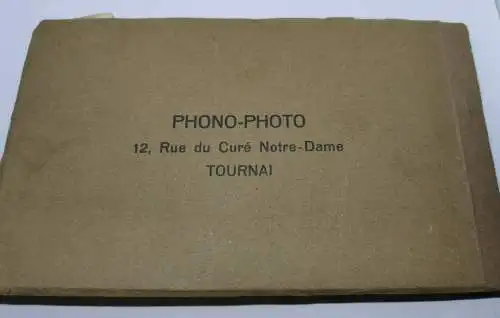 PHONO-PHOTO
12, Rue du Curé Notre-Dame
TOURNAI